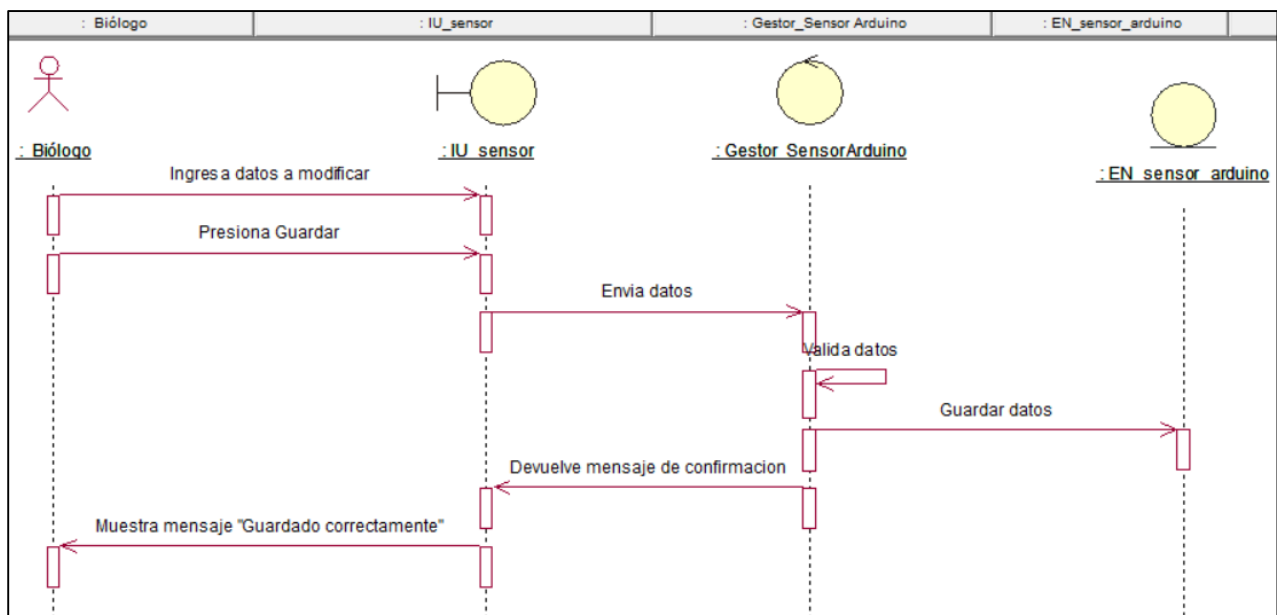 : Biólogo
: IU_sensor
: Gestor_Sensor Arduino
: EN_sensor_arduino
: Biólogo
: IU_sensor
: Gestor_SensorArduino
: EN_sensor_arduino
Ingresa datos a modificar
Presiona Guardar
Envia datos
Valida datos
Guardar datos
Devuelve mensaje de confirmacion
Muestra mensaje "Guardado correctamente"